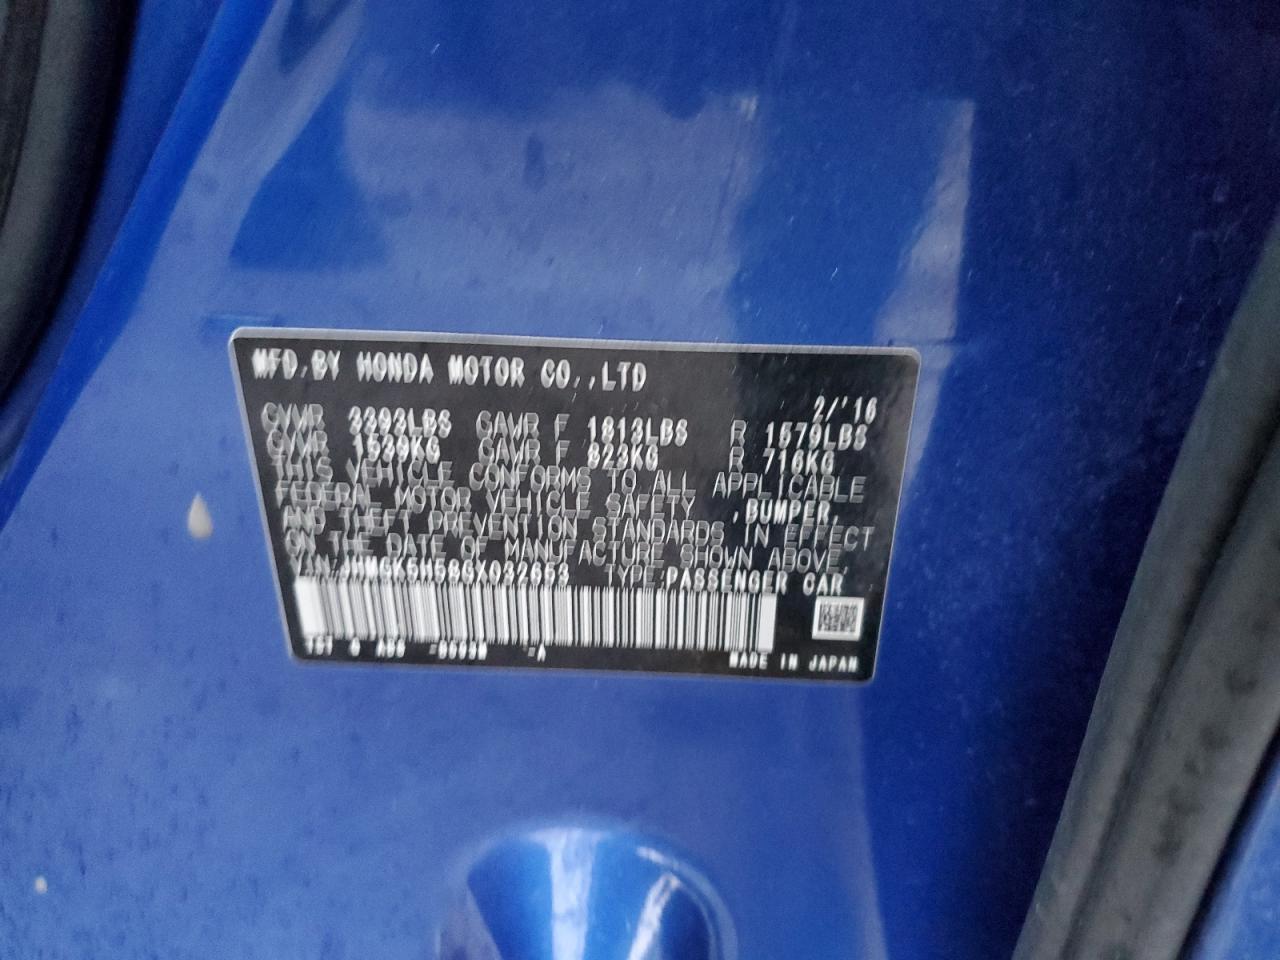 MFD.BY HONDA MOTOR CO.,LTD
2/'16
GVWR 3393LBS GAWR F 1813LBS R 1579LBS
GVWR 1539KG GAWR F 823KG R 716KG
THIS VEHICLE CONFORMS TO ALL APPLICABLE
FEDERAL MOTOR VEHICLE SAFETY ,BUMPER,
AND THEFT PREVENTION STANDARDS IN EFFECT
ON THE DATE OF MANUFACTURE SHOWN ABOVE.
JHMGK5H58GX032653 TYPE:PASSENGER CAR
MADE IN JAPAN